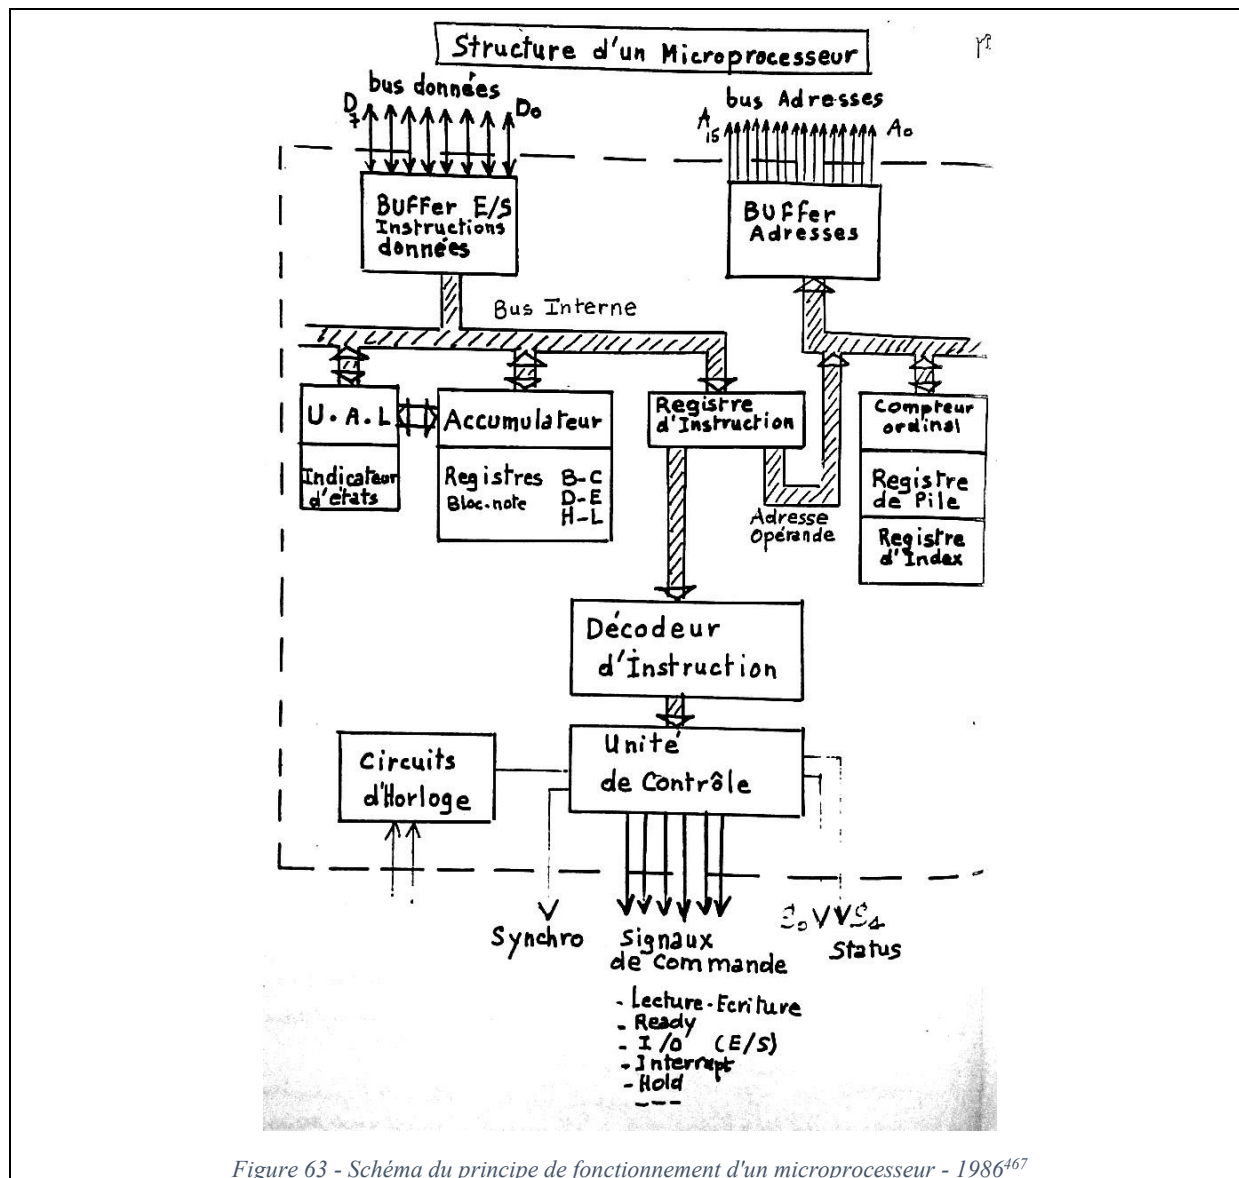 Structure d'un Microprocesseur
bus données
D7 D0
bus Adresses
A15 A0
Buffer E/S
Instructions
données
Buffer
Adresses
Bus Interne
U.A.L
Indicateur
d'états
Accumulateur
Registres B-C
Bloc-note D-E
H-L
Registre
d'Instruction
Adresse
Opérande
Compteur
ordinal
Registre
de Pile
Registre
d'Index
Décodeur
d'Instruction
Unité
de Contrôle
Circuits
d'Horloge
Synchro
Signaux
de Commande
- Lecture-Ecriture
- Ready
- I/O (E/S)
- Interrupt
- Hold
---
S0 S1
Status
Figure 63 - Schéma du principe de fonctionnement d'un microprocesseur - 1986467